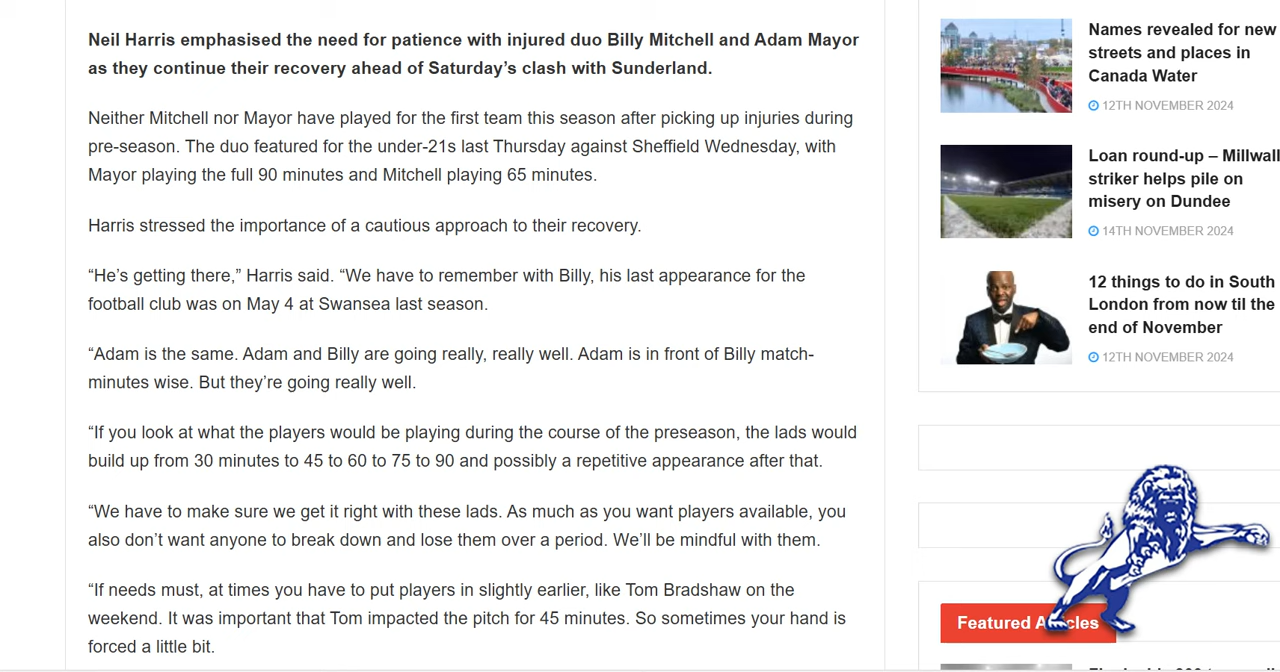 Neil Harris emphasised the need for patience with injured duo Billy Mitchell and Adam Mayor
as they continue their recovery ahead of Saturday’s clash with Sunderland.
Neither Mitchell nor Mayor have played for the first team this season after picking up injuries during
pre-season. The duo featured for the under-21s last Thursday against Sheffield Wednesday, with
Mayor playing the full 90 minutes and Mitchell playing 65 minutes.
Harris stressed the importance of a cautious approach to their recovery.
“He’s getting there,” Harris said. “We have to remember with Billy, his last appearance for the
football club was on May 4 at Swansea last season.
“Adam is the same. Adam and Billy are going really, really well. Adam is in front of Billy match-
minutes wise. But they’re going really well.
“If you look at what the players would be playing during the course of the preseason, the lads would
build up from 30 minutes to 45 to 60 to 75 to 90 and possibly a repetitive appearance after that.
“We have to make sure we get it right with these lads. As much as you want players available, you
also don’t want anyone to break down and lose them over a period. We’ll be mindful with them.
“If needs must, at times you have to put players in slightly earlier, like Tom Bradshaw on the
weekend. It was important that Tom impacted the pitch for 45 minutes. So sometimes your hand is
forced a little bit.
Names revealed for new
streets and places in
Canada Water
12TH NOVEMBER 2024
Loan round-up – Millwall
striker helps pile on
misery on Dundee
14TH NOVEMBER 2024
12 things to do in South
London from now til the
end of November
12TH NOVEMBER 2024
Featured A cles